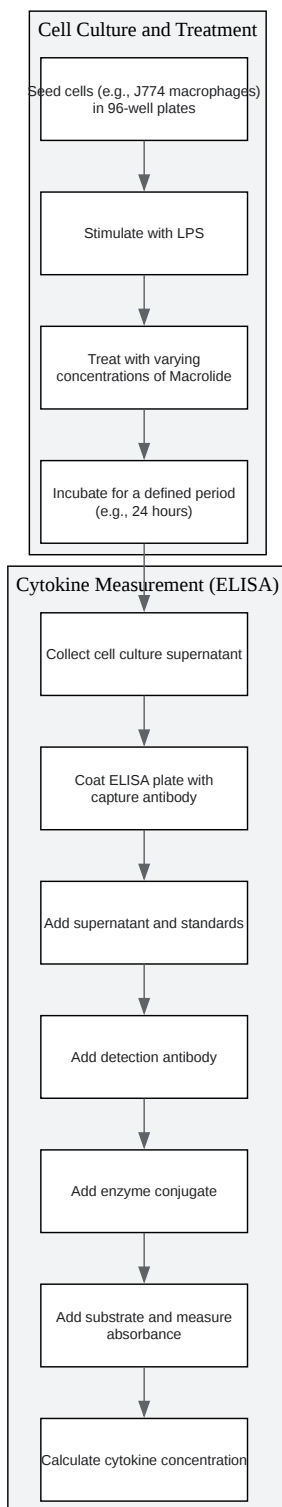 Cell Culture and Treatment
Seed cells (e.g., J774 macrophages)
in 96-well plates
Stimulate with LPS
Treat with varying
concentrations of Macrolide
Incubate for a defined period
(e.g., 24 hours)
Cytokine Measurement (ELISA)
Collect cell culture supernatant
Coat ELISA plate with
capture antibody
Add supernatant and standards
Add detection antibody
Add enzyme conjugate
Add substrate and measure
absorbance
Calculate cytokine concentration